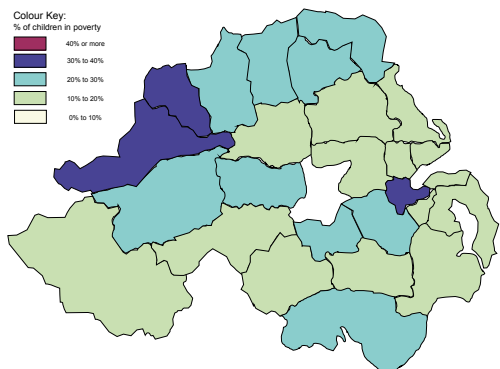 Colour Key:
% of children in poverty
40% or more
30% to 40%
20% to 30%
10% to 20%
0% to 10%